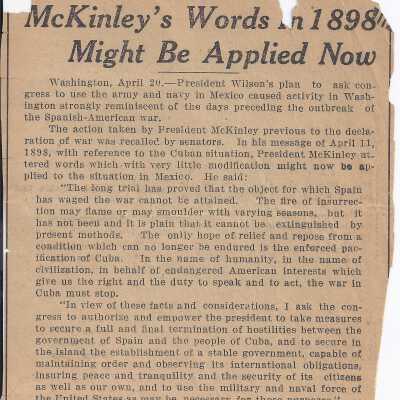 McKinley's Words In 1898
Might Be Applied Now
Washington, April 20.—President Wilson's plan to ask con-
gress to use the army and navy in Mexico caused activity in Wash-
ington strongly reminiscent of the days preceding the outbreak of
the Spanish-American war.
The action taken by President McKinley previous to the decla-
ration of war was recalled by senators. In his message of April 11,
1898, with reference to the Cuban situation, President McKinley ut-
tered words which with very little modification might now be ap-
plied to the situation in Mexico. He said:
"The long trial has proved that the object for which Spain
has waged the war cannot be attained. The fire of insurrec-
tion may flame or may smoulder with varying seasons, but it
has not been and it is plain that it cannot be extinguished by
present methods. The only hope of relief and repose from a
condition which can no longer be endured is the enforced pac-
ification of Cuba. In the name of humanity, in the name of
civilization, in behalf of endangered American interests which
give us the right and the duty to speak and to act, the war in
Cuba must stop.
"In view of these facts and considerations, I ask the con-
gress to authorize and empower the president to take measures
to secure a full and final termination of hostilities between the
government of Spain and the people of Cuba, and to secure in
the island the establishment of a stable government, capable of
maintaining order and observing its international obligations,
insuring peace and tranquility and the security of its citizens
as well as our own, and to use the military and naval force of
the United States as may be necessary for these purposes."